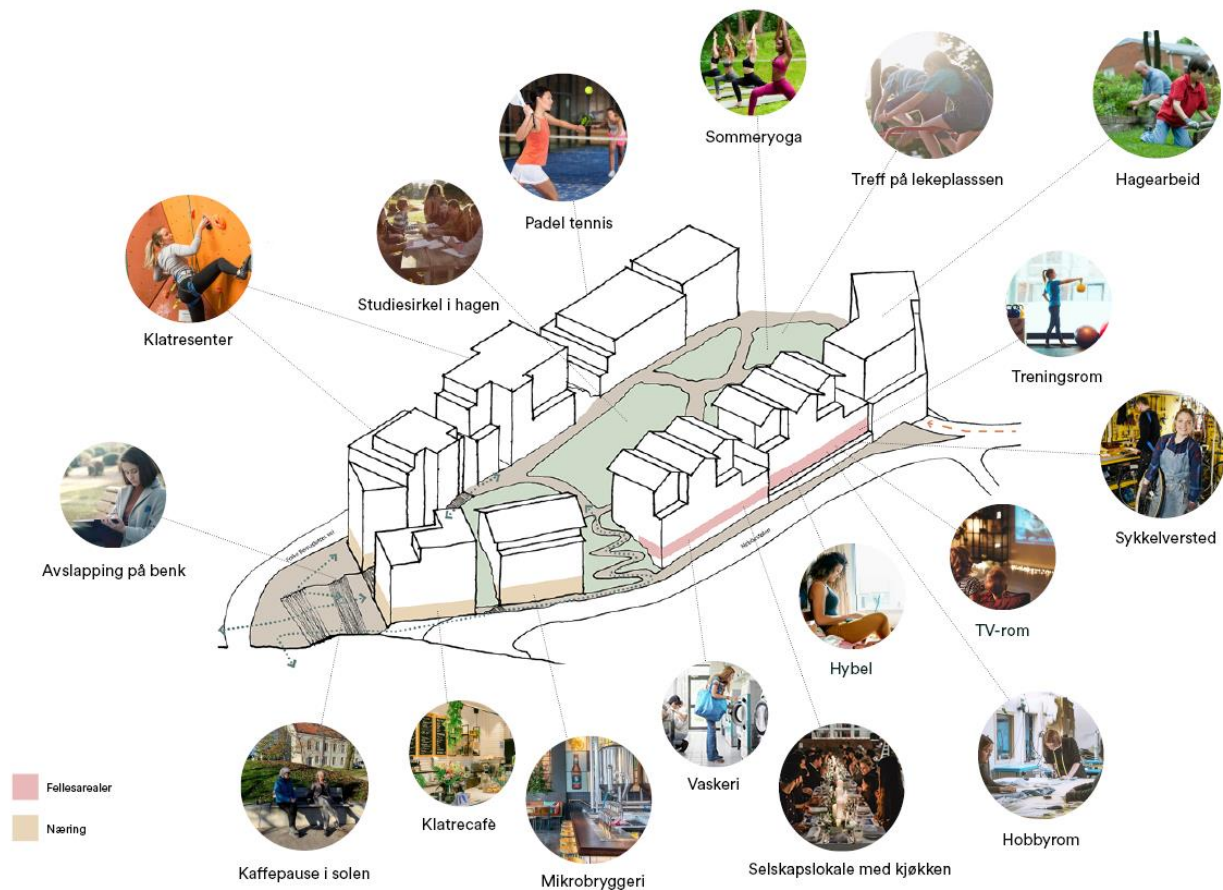 Sommeryoga
Treff på lekeplasssen
Hagearbeid
Padel tennis
Studiesirkel i hagen
Klatresenter
Treningsrom
Sykkelversted
Avslapping på benk
TV-rom
Hybel
Vaskeri
Hobbyrom
Selskapslokale med kjøkken
Klatrecafè
Mikrobryggeri
Kaffepause i solen
Fellesarealer
Næring